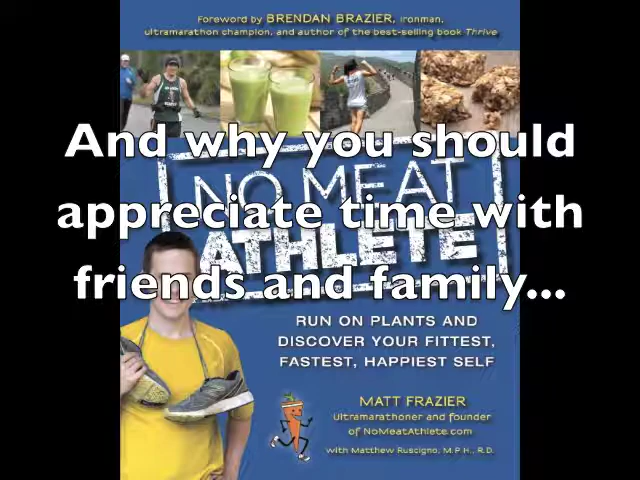 Foreword by BRENDAN BRAZIER, Ironman,
ultramarathon champion, and author of the best-selling book Thrive
And why you should
NO MEAT
appreciate time with
ATHLETE
friends and family...
RUN ON PLANTS AND
DISCOVER YOUR FITTEST,
FASTEST, HAPPIEST SELF
MATT FRAZIER
Ultramarathoner and founder
of NoMeatAthlete.com
with Matthew Ruscigno, M.P.H., R.D.